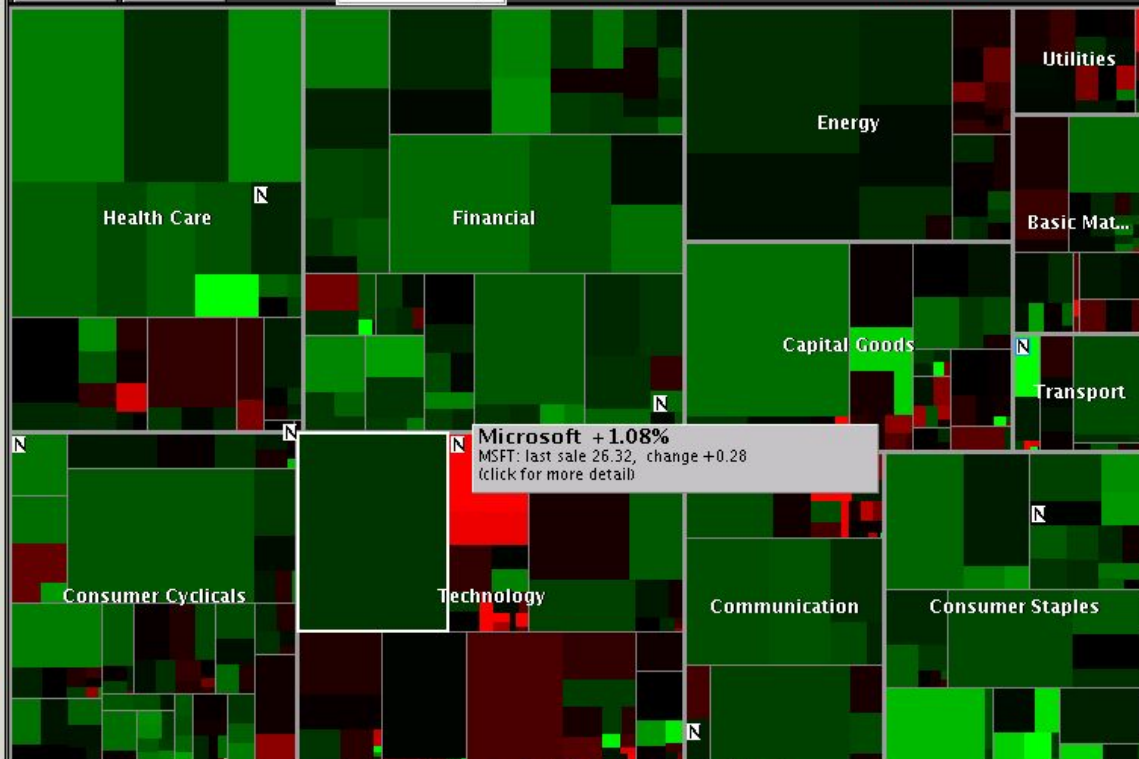 Utilities
Energy
Health Care
Financial
Basic Mat...
Capital Goods
Transport
Microsoft +1.08%
MSFT: last sale 26.32, change +0.28
(click for more detail)
Consumer Cyclicals
Technology
Communication
Consumer Staples
N
N
N
N
N
N
N
N